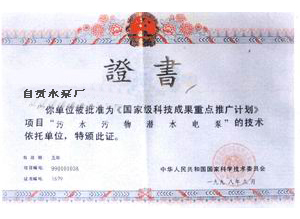 證書
自贡水泵厂
你单位被批准为《国家级科技成果重点推广计划》
项目“污水污物潜水电泵”的技术
依托单位，特颁此证。
中华人民共和国国家科学技术委员会